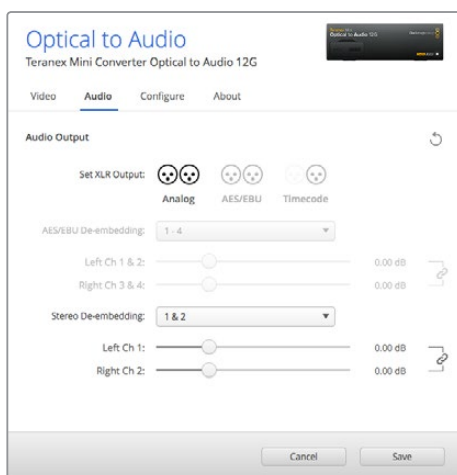 Optical to Audio
Teranex Mini Converter Optical to Audio 12G
Video Audio Configure About
Audio Output
Set XLR Output:
Analog AES/EBU Timecode
AES/EBU De-embedding: 1 - 4
Left Ch 1 & 2: 0.00 dB
Right Ch 3 & 4: 0.00 dB
Stereo De-embedding: 1 & 2
Left Ch 1: 0.00 dB
Right Ch 2: 0.00 dB
Cancel Save